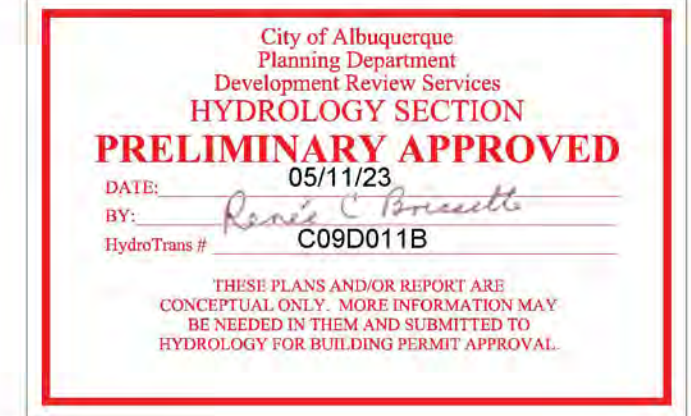 City of Albuquerque
Planning Department
Development Review Services
HYDROLOGY SECTION
PRELIMINARY APPROVED
DATE: 05/11/23
BY: Renée C Brissette
HydroTrans # C09D011B
THESE PLANS AND/OR REPORT ARE
CONCEPTUAL ONLY. MORE INFORMATION MAY
BE NEEDED IN THEM AND SUBMITTED TO
HYDROLOGY FOR BUILDING PERMIT APPROVAL.